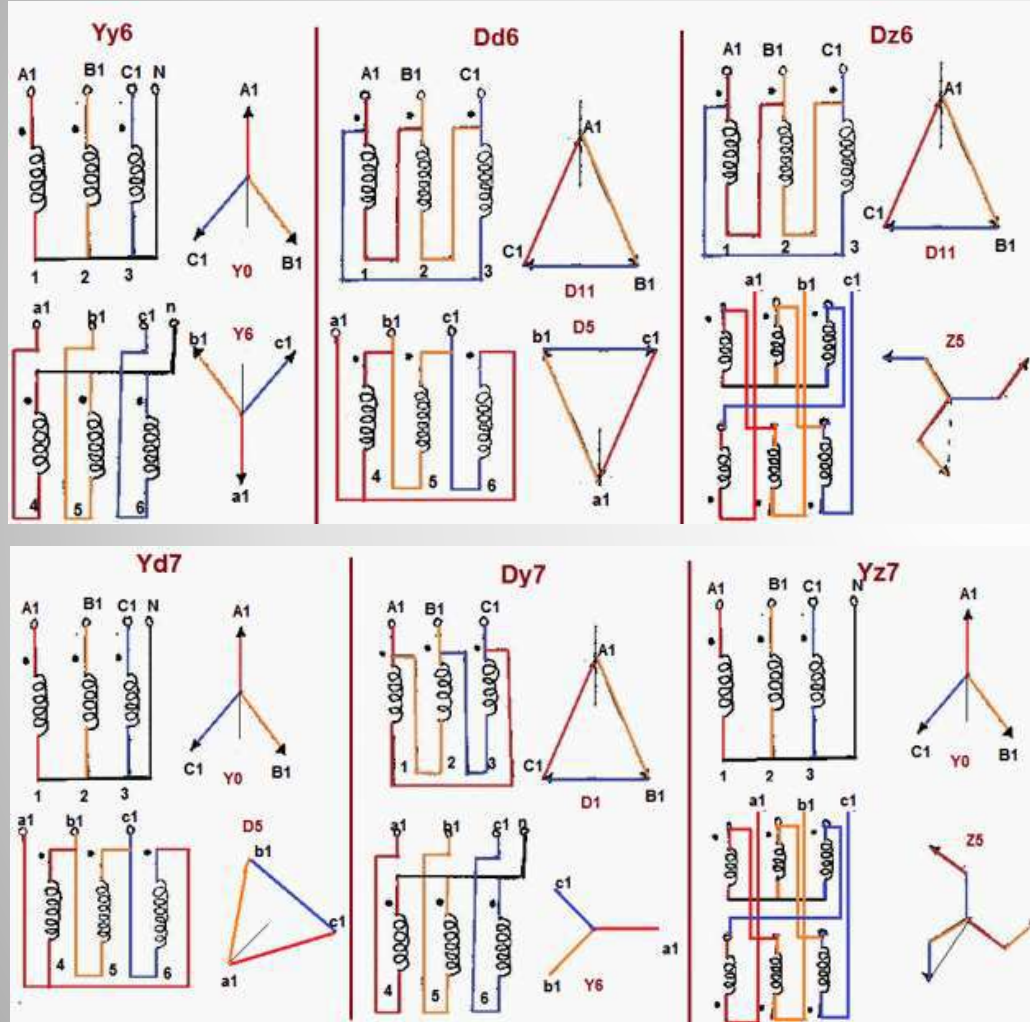 Yy6
A1 B1 C1 N
A1
C1 B1
Y0
1 2 3
a1 b1 c1 n
Y6
b1 c1
a1
4 5 6
Dd6
A1 B1 C1
A1
C1 B1
D11
1 2 3
a1 b1 c1
D5
b1 c1
a1
4 5 6
Dz6
A1 B1 C1
A1
C1 B1
D11
1 2 3
a1 b1 c1
Z5
Yd7
A1 B1 C1 N
A1
C1 B1
Y0
1 2 3
a1 b1 c1
D5
b1
c1
a1
4 5 6
Dy7
A1 B1 C1
A1
C1 B1
D1
1 2 3
a1 b1 c1 n
c1
a1
b1 Y6
4 5 6
Yz7
A1 B1 C1 N
A1
C1 B1
Y0
1 2 3
a1 b1 c1
Z5